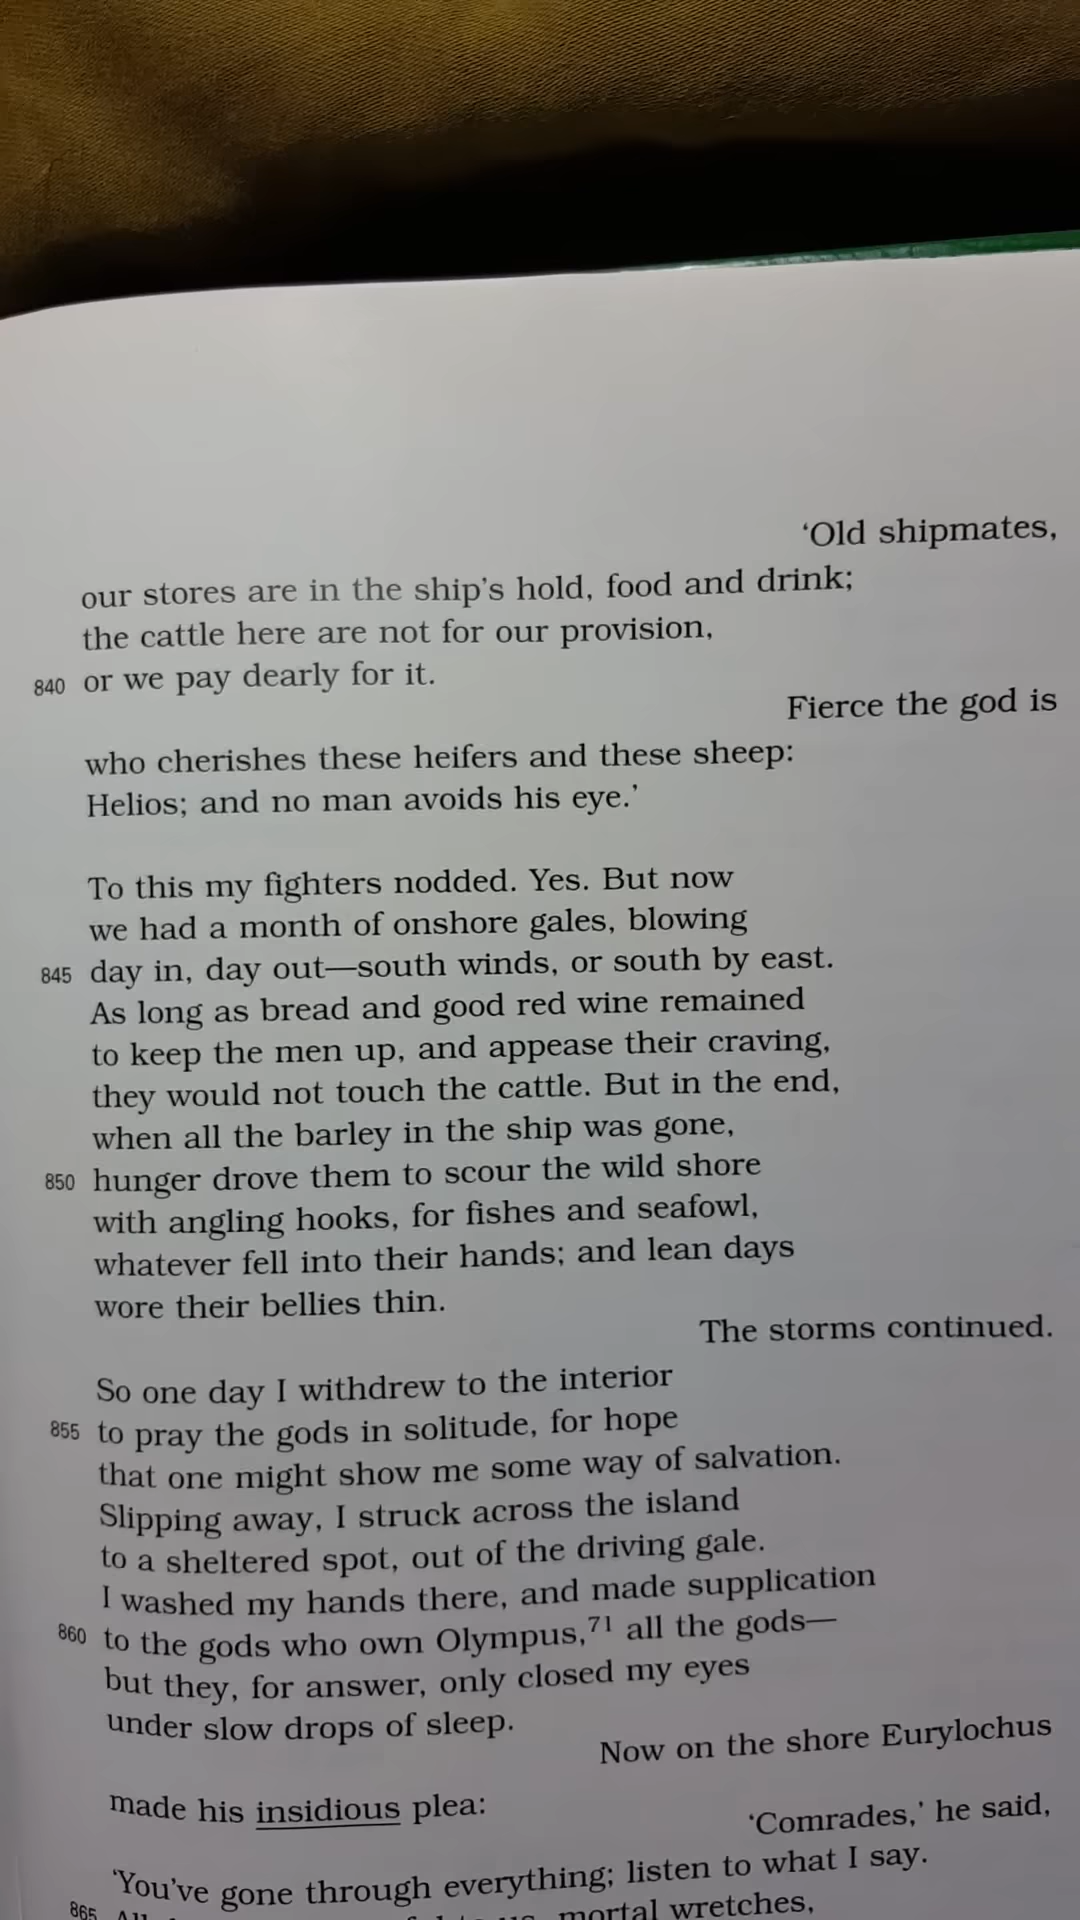 ‘Old shipmates,
our stores are in the ship’s hold, food and drink;
the cattle here are not for our provision,
840 or we pay dearly for it.
Fierce the god is
who cherishes these heifers and these sheep:
Helios; and no man avoids his eye.’
To this my fighters nodded. Yes. But now
we had a month of onshore gales, blowing
845 day in, day out—south winds, or south by east.
As long as bread and good red wine remained
to keep the men up, and appease their craving,
they would not touch the cattle. But in the end,
when all the barley in the ship was gone,
850 hunger drove them to scour the wild shore
with angling hooks, for fishes and seafowl,
whatever fell into their hands; and lean days
wore their bellies thin.
The storms continued.
So one day I withdrew to the interior
855 to pray the gods in solitude, for hope
that one might show me some way of salvation.
Slipping away, I struck across the island
to a sheltered spot, out of the driving gale.
I washed my hands there, and made supplication
860 to the gods who own Olympus,71 all the gods—
but they, for answer, only closed my eyes
under slow drops of sleep.
Now on the shore Eurylochus
made his insidious plea:
‘Comrades,’ he said,
‘You’ve gone through everything; listen to what I say.
865 mortal wretches,